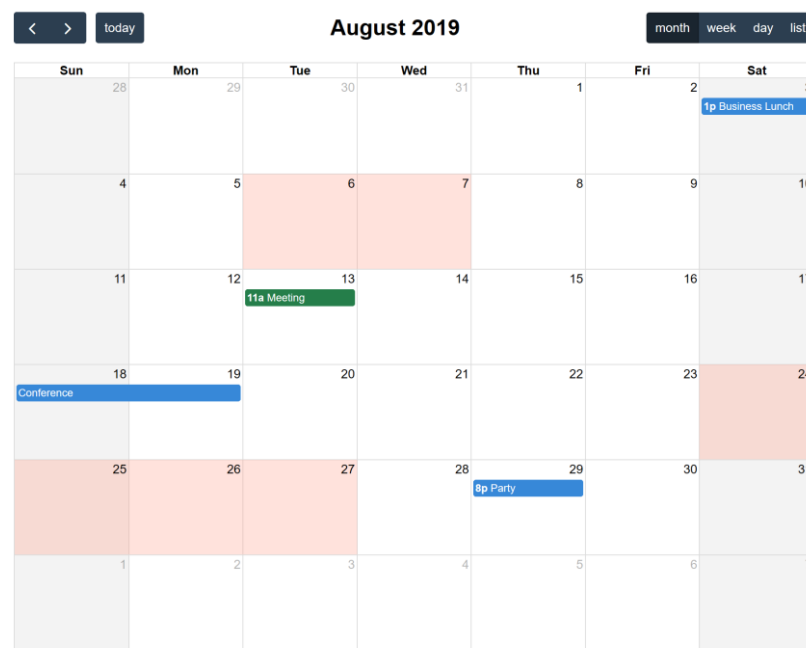 today
August 2019
month week day list
Sun Mon Tue Wed Thu Fri Sat
28 29 30 31 1 2
1p Business Lunch
4 5 6 7 8 9
11 12 13 14 15 16
11a Meeting
18 19 20 21 22 23
Conference
25 26 27 28 29 30
8p Party
1 2 3 4 5 6